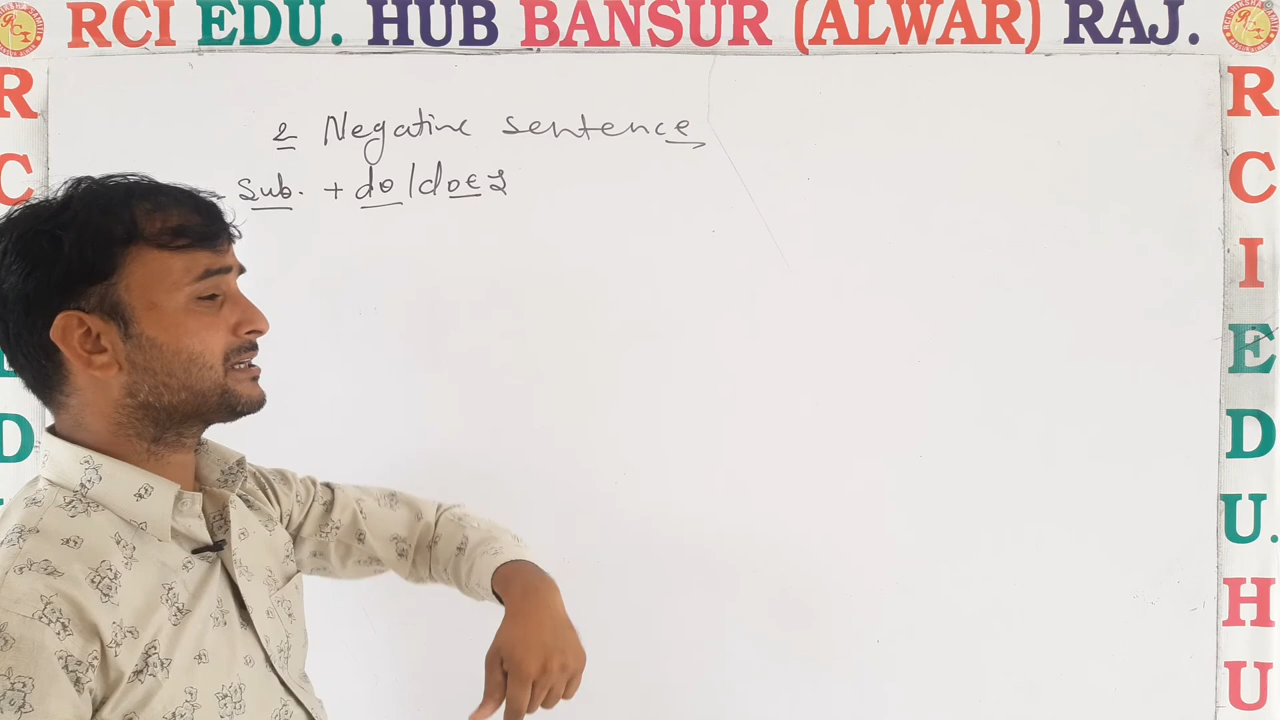 RCI EDU. HUB BANSUR (ALWAR) RAJ.
2 Negative sentence
Sub. + do/does
R
C
D
R
C
I
E
D
U.
H
U